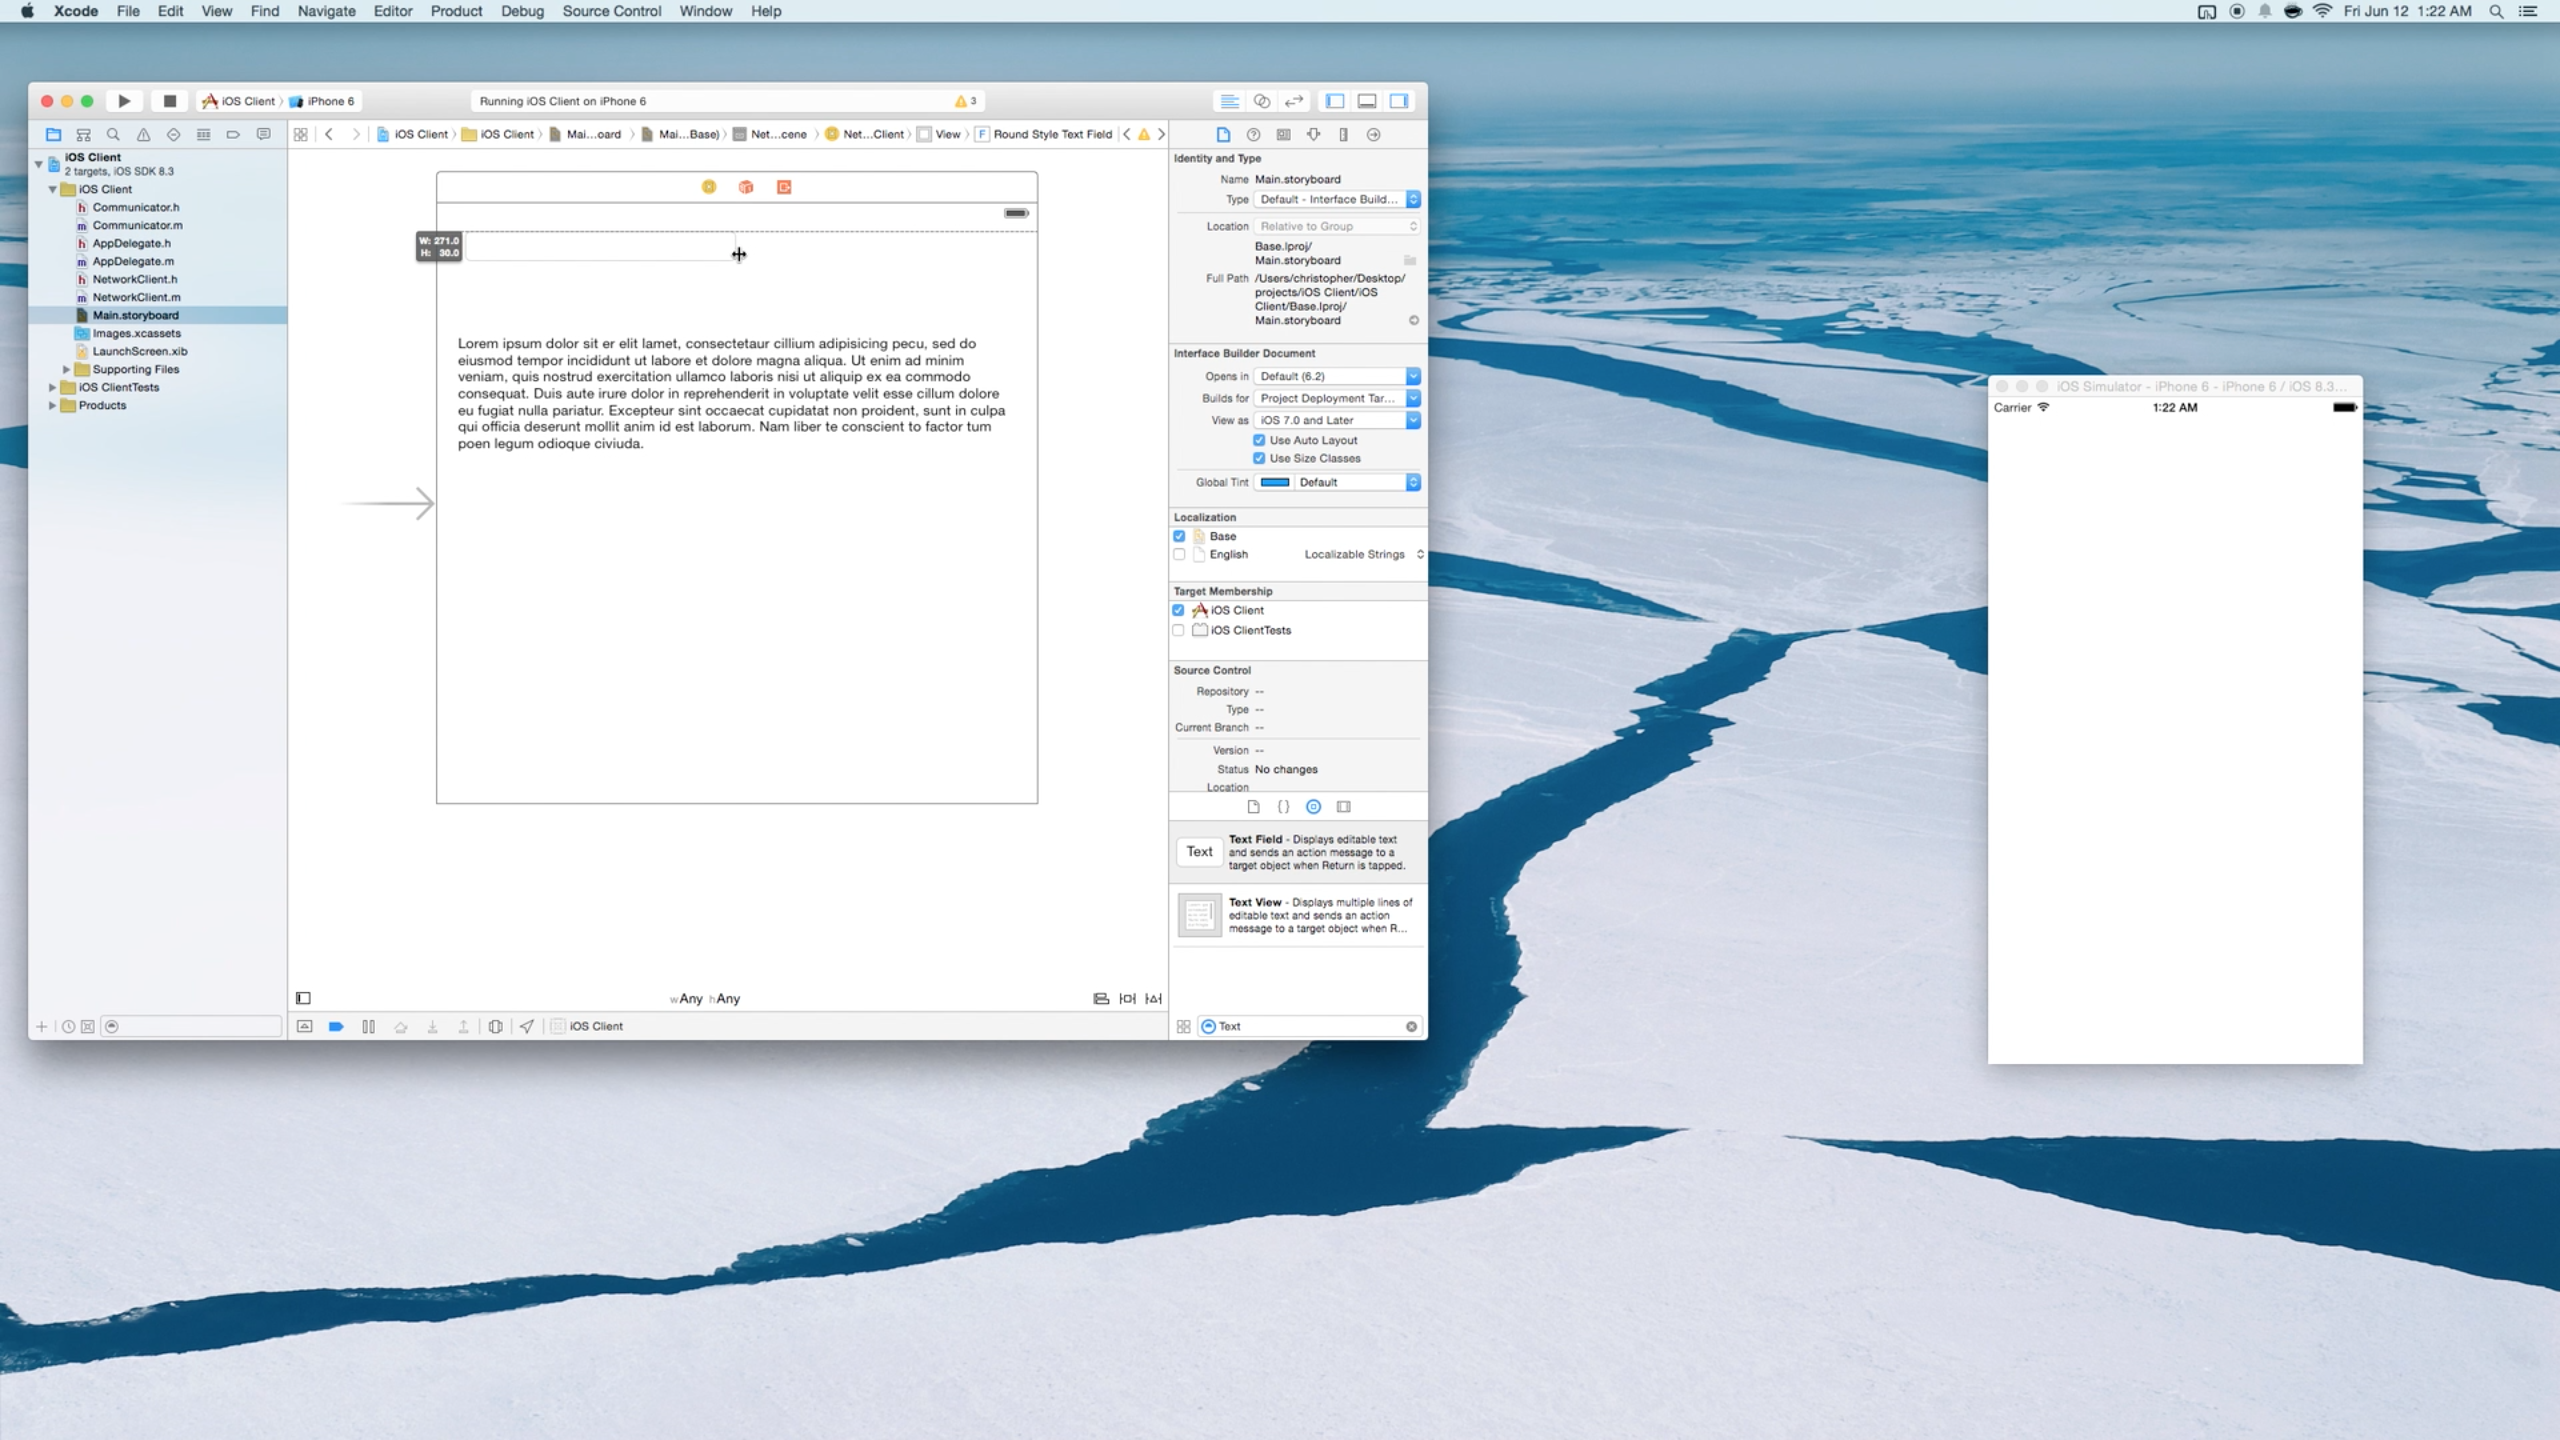 Xcode File Edit View Find Navigate Editor Product Debug Source Control Window Help
Fri Jun 12 1:22 AM
iOS Client
iPhone 6
Running iOS Client on iPhone 6
3
iOS Client
iOS Client
Mai...oard
Mai...Base)
Net...cene
Net...Client
View
F
Round Style Text Field
iOS Client
2 targets, iOS SDK 8.3
iOS Client
h Communicator.h
m Communicator.m
h AppDelegate.h
m AppDelegate.m
h NetworkClient.h
m NetworkClient.m
Main.storyboard
Images.xcassets
LaunchScreen.xib
Supporting Files
iOS ClientTests
Products
W: 271.0
H: 30.0
Lorem ipsum dolor sit er elit lamet, consectetaur cillium adipisicing pecu, sed do
eiusmod tempor incididunt ut labore et dolore magna aliqua. Ut enim ad minim
veniam, quis nostrud exercitation ullamco laboris nisi ut aliquip ex ea commodo
consequat. Duis aute irure dolor in reprehenderit in voluptate velit esse cillum dolore
eu fugiat nulla pariatur. Excepteur sint occaecat cupidatat non proident, sunt in culpa
qui officia deserunt mollit anim id est laborum. Nam liber te conscient to factor tum
poen legum odioque civiuda.
wAny hAny
iOS Client
Identity and Type
Name Main.storyboard
Type Default - Interface Build...
Location Relative to Group
Base.lproj/
Main.storyboard
Full Path /Users/christopher/Desktop/
projects/iOS Client/iOS
Client/Base.lproj/
Main.storyboard
Interface Builder Document
Opens in Default (6.2)
Builds for Project Deployment Tar...
View as iOS 7.0 and Later
Use Auto Layout
Use Size Classes
Global Tint Default
Localization
Base
English Localizable Strings
Target Membership
iOS Client
iOS ClientTests
Source Control
Repository --
Type --
Current Branch --
Version --
Status No changes
Location
Text
Text Field - Displays editable text
and sends an action message to a
target object when Return is tapped.
Text View - Displays multiple lines of
editable text and sends an action
message to a target object when R...
Text
iOS Simulator - iPhone 6 - iPhone 6 / iOS 8.3...
Carrier
1:22 AM